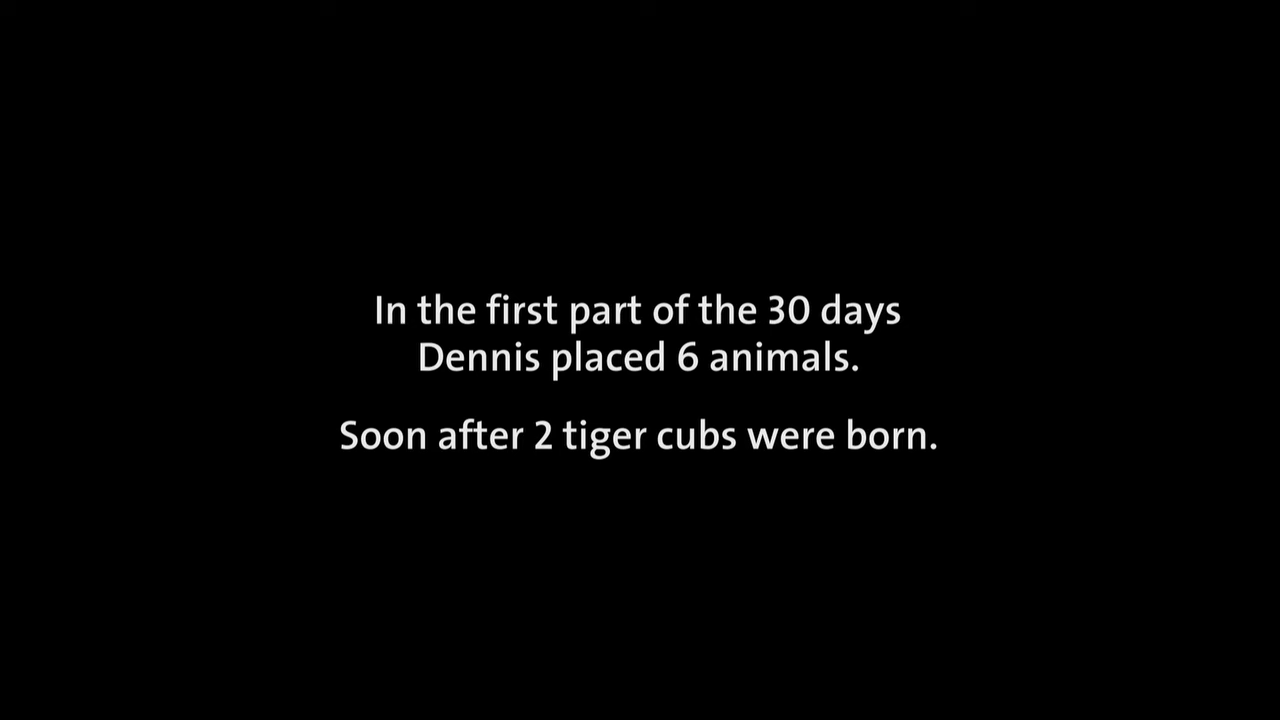 In the first part of the 30 days
Dennis placed 6 animals.
Soon after 2 tiger cubs were born.